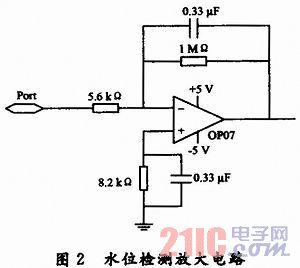 0.33 μF
1 MΩ
Port
5.6 kΩ
+5 V
−
+
OP07
-5 V
8.2 kΩ
0.33 μF
21IC电子网
.com
图 2 水位检测放大电路